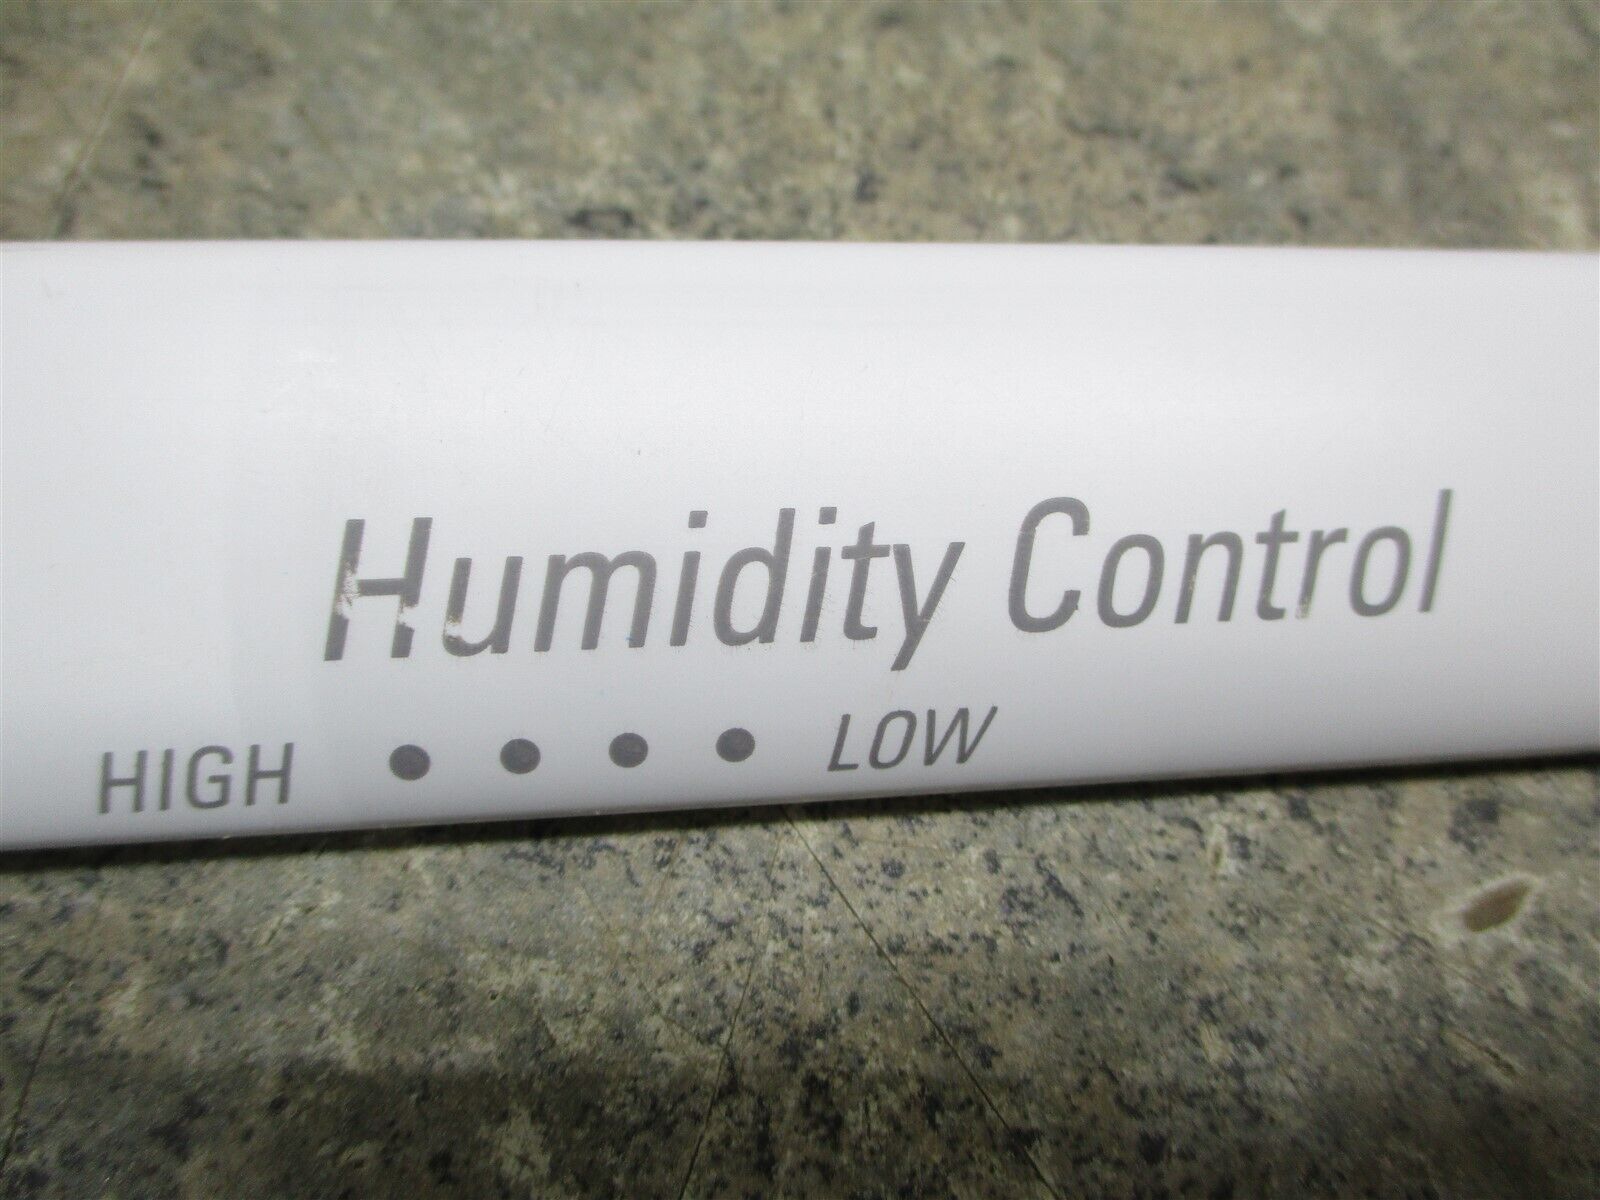 Humidity Control
HIGH • • • • LOW